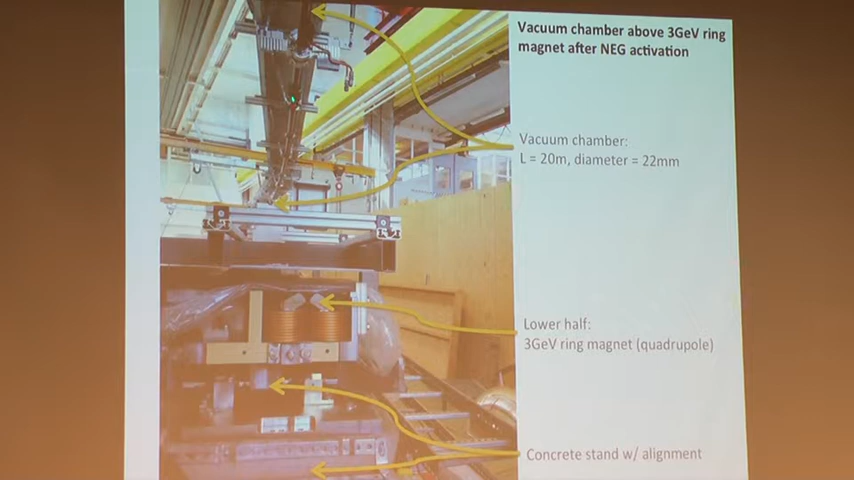 Vacuum chamber above 3GeV ring
magnet after NEG activation
Vacuum chamber:
L = 20m, diameter = 22mm
Lower half:
3GeV ring magnet (quadrupole)
Concrete stand w/ alignment